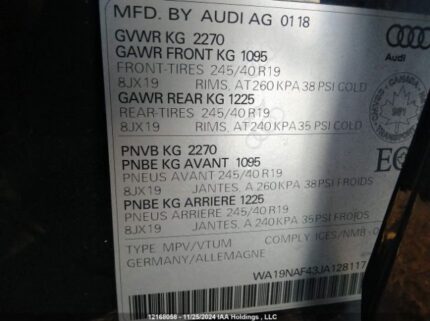 MFD. BY AUDI AG 01 18
GVWR KG 2270
GAWR FRONT KG 1095
FRONT-TIRES 245/40 R19
8JX19 RIMS, AT 260 KPA 38 PSI COLD
GAWR REAR KG 1225
REAR-TIRES 245/40 R19
8JX19 RIMS, AT 240 KPA 35 PSI COLD
Audi
PNVB KG 2270
PNBE KG AVANT 1095
PNEUS AVANT 245/40 R19
8JX19 JANTES, A 260 KPA 38 PSI FROIDS
PNBE KG ARRIERE 1225
PNEUS ARRIERE 245/40 R19
8JX19 JANTES, A 240 KPA 35 PSI FROIDS
TYPE MPV/VTUM COMPLY ICES/NMB-0
GERMANY/ALLEMAGNE
WA19NAF43JA128117
12168058 - 11/25/2024 IAA Holdings, LLC